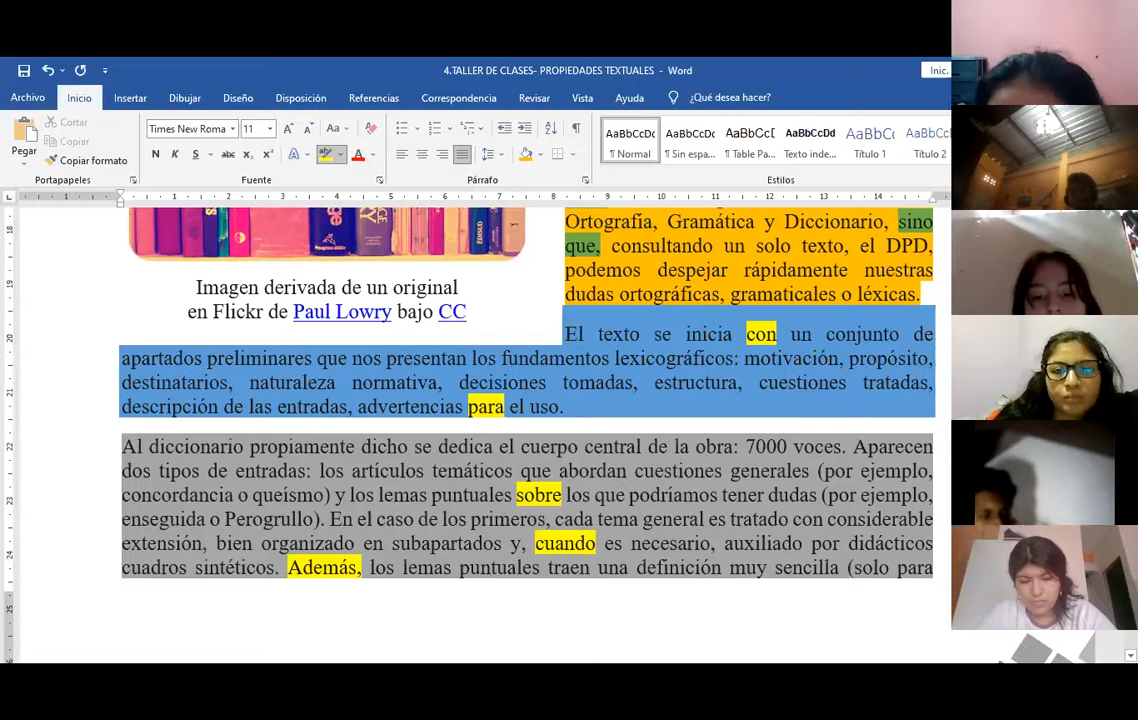 4.TALLER DE CLASES- PROPIEDADES TEXTUALES - Word
Inic.
Archivo Inicio Insertar Dibujar Diseño Disposición Referencias Correspondencia Revisar Vista Ayuda ¿Qué desea hacer?
Pegar
Cortar
Copiar
Copiar formato
Portapapeles
Times New Roma 11
N K S abc x₂ x²
Fuente
Párrafo
AaBbCcDc AaBbCcDc AaBbCcI AaBbCcDd AaBbCcD AaBbCcD
¶ Normal ¶ Sin espa... ¶ Table Pa... Texto inde... Título 1 Título 2
Estilos
Ortografía, Gramática y Diccionario, sino
que, consultando un solo texto, el DPD,
podemos despejar rápidamente nuestras
dudas ortográficas, gramaticales o léxicas.
Imagen derivada de un original
en Flickr de Paul Lowry bajo CC
El texto se inicia con un conjunto de
apartados preliminares que nos presentan los fundamentos lexicográficos: motivación, propósito,
destinatarios, naturaleza normativa, decisiones tomadas, estructura, cuestiones tratadas,
descripción de las entradas, advertencias para el uso.
Al diccionario propiamente dicho se dedica el cuerpo central de la obra: 7000 voces. Aparecen
dos tipos de entradas: los artículos temáticos que abordan cuestiones generales (por ejemplo,
concordancia o queísmo) y los lemas puntuales sobre los que podríamos tener dudas (por ejemplo,
enseguida o Perogrullo). En el caso de los primeros, cada tema general es tratado con considerable
extensión, bien organizado en subapartados y, cuando es necesario, auxiliado por didácticos
cuadros sintéticos. Además, los lemas puntuales traen una definición muy sencilla (solo para